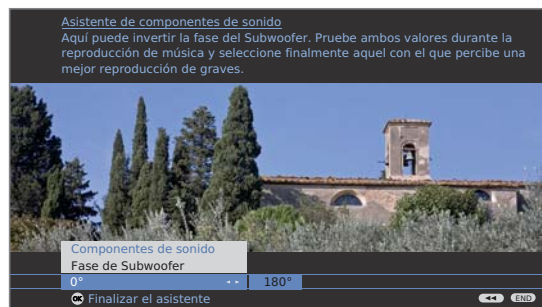 Asistente de componentes de sonido
Aquí puede invertir la fase del Subwoofer. Pruebe ambos valores durante la
reproducción de música y seleccione finalmente aquel con el que percibe una
mejor reproducción de graves.
Componentes de sonido
Fase de Subwoofer
0° 180°
OK Finalizar el asistente END